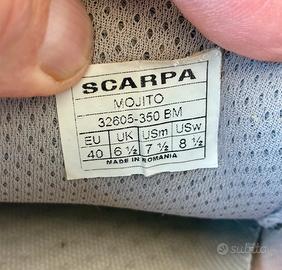 SCARPA
MOJITO
32605-350 BM
EU UK USm USw
40 6 ½ 7 ½ 8 ½
MADE IN ROMANIA
subito